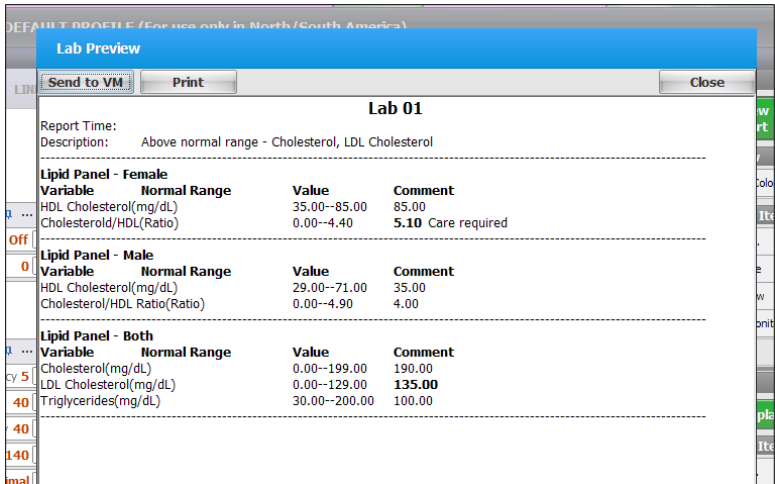 DEFAULT PROFILE (For use only in North/South America)
Lab Preview
Send to VM Print Close
Lab 01
Report Time:
Description: Above normal range - Cholesterol, LDL Cholesterol
Lipid Panel - Female
Variable Normal Range Value Comment
HDL Cholesterol(mg/dL) 35.00--85.00 85.00
Cholesterold/HDL(Ratio) 0.00--4.40 5.10 Care required
Lipid Panel - Male
Variable Normal Range Value Comment
HDL Cholesterol(mg/dL) 29.00--71.00 35.00
Cholesterol/HDL Ratio(Ratio) 0.00--4.90 4.00
Lipid Panel - Both
Variable Normal Range Value Comment
Cholesterol(mg/dL) 0.00--199.00 190.00
LDL Cholesterol(mg/dL) 0.00--129.00 135.00
Triglycerides(mg/dL) 30.00--200.00 100.00
Off
0
cy 5
40
40
140